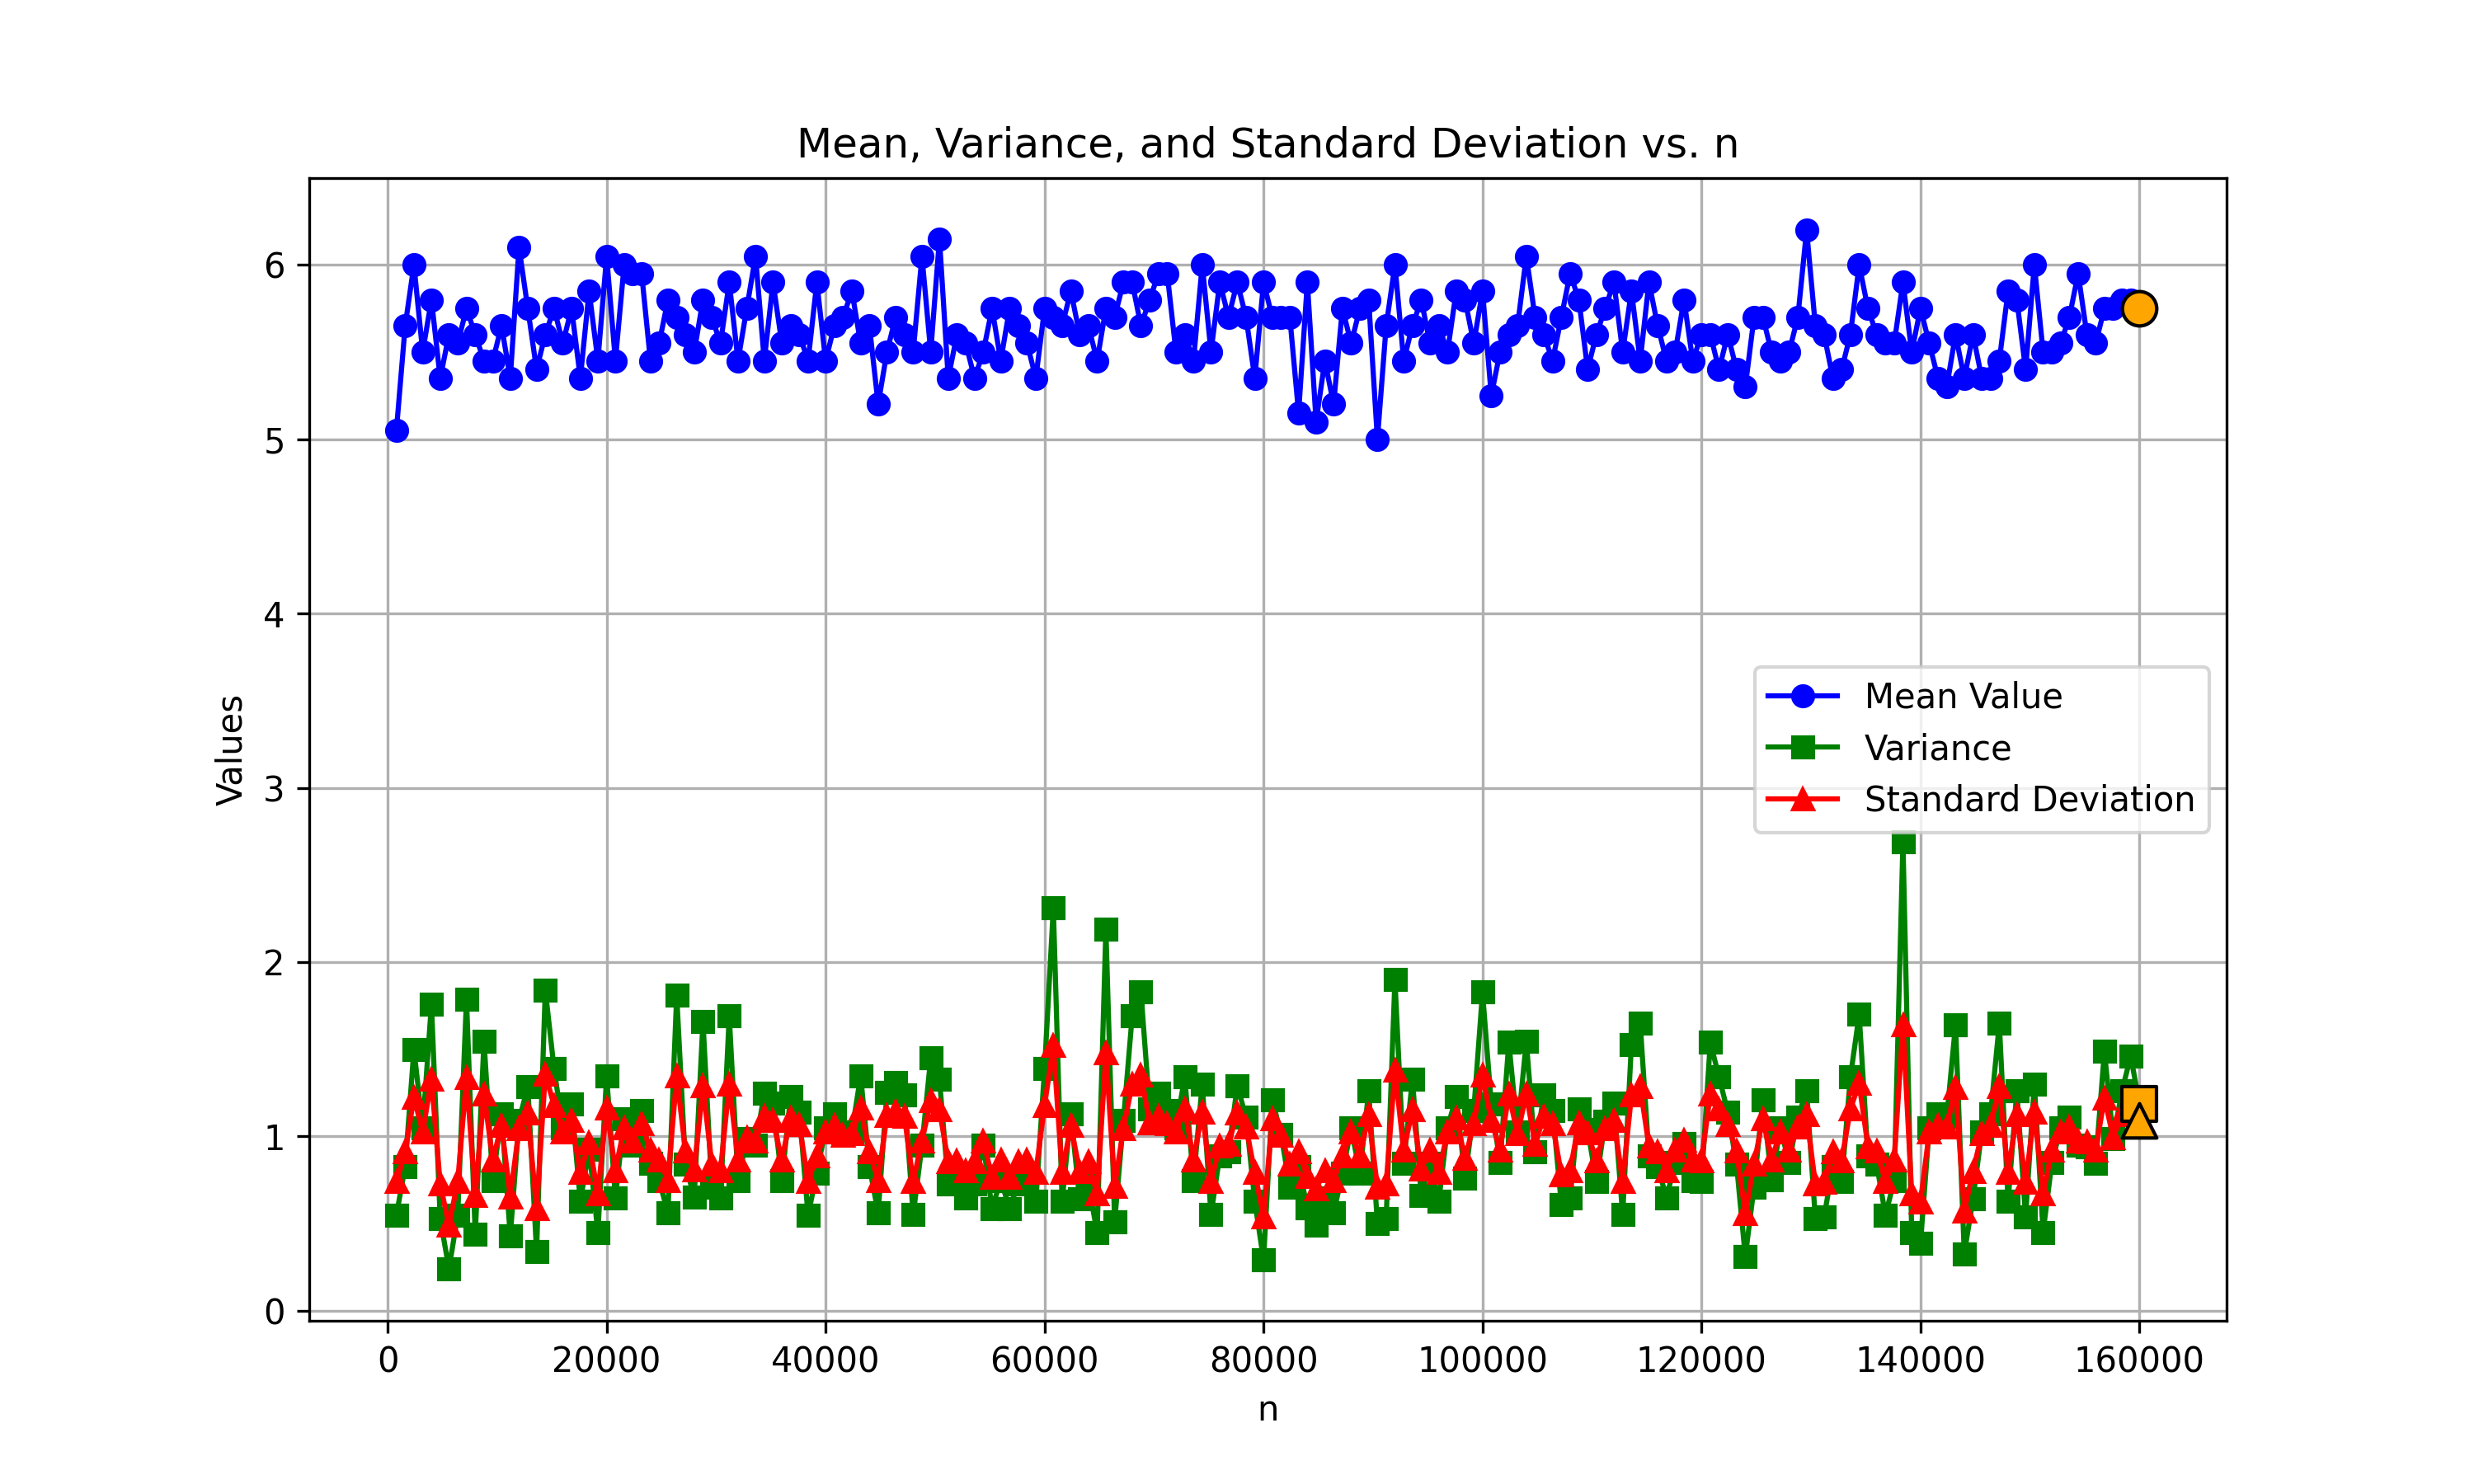 Mean, Variance, and Standard Deviation vs. n
6
5
4
3
2
1
0
Values
Mean Value
Variance
Standard Deviation
0 20000 40000 60000 80000 100000 120000 140000 160000
n